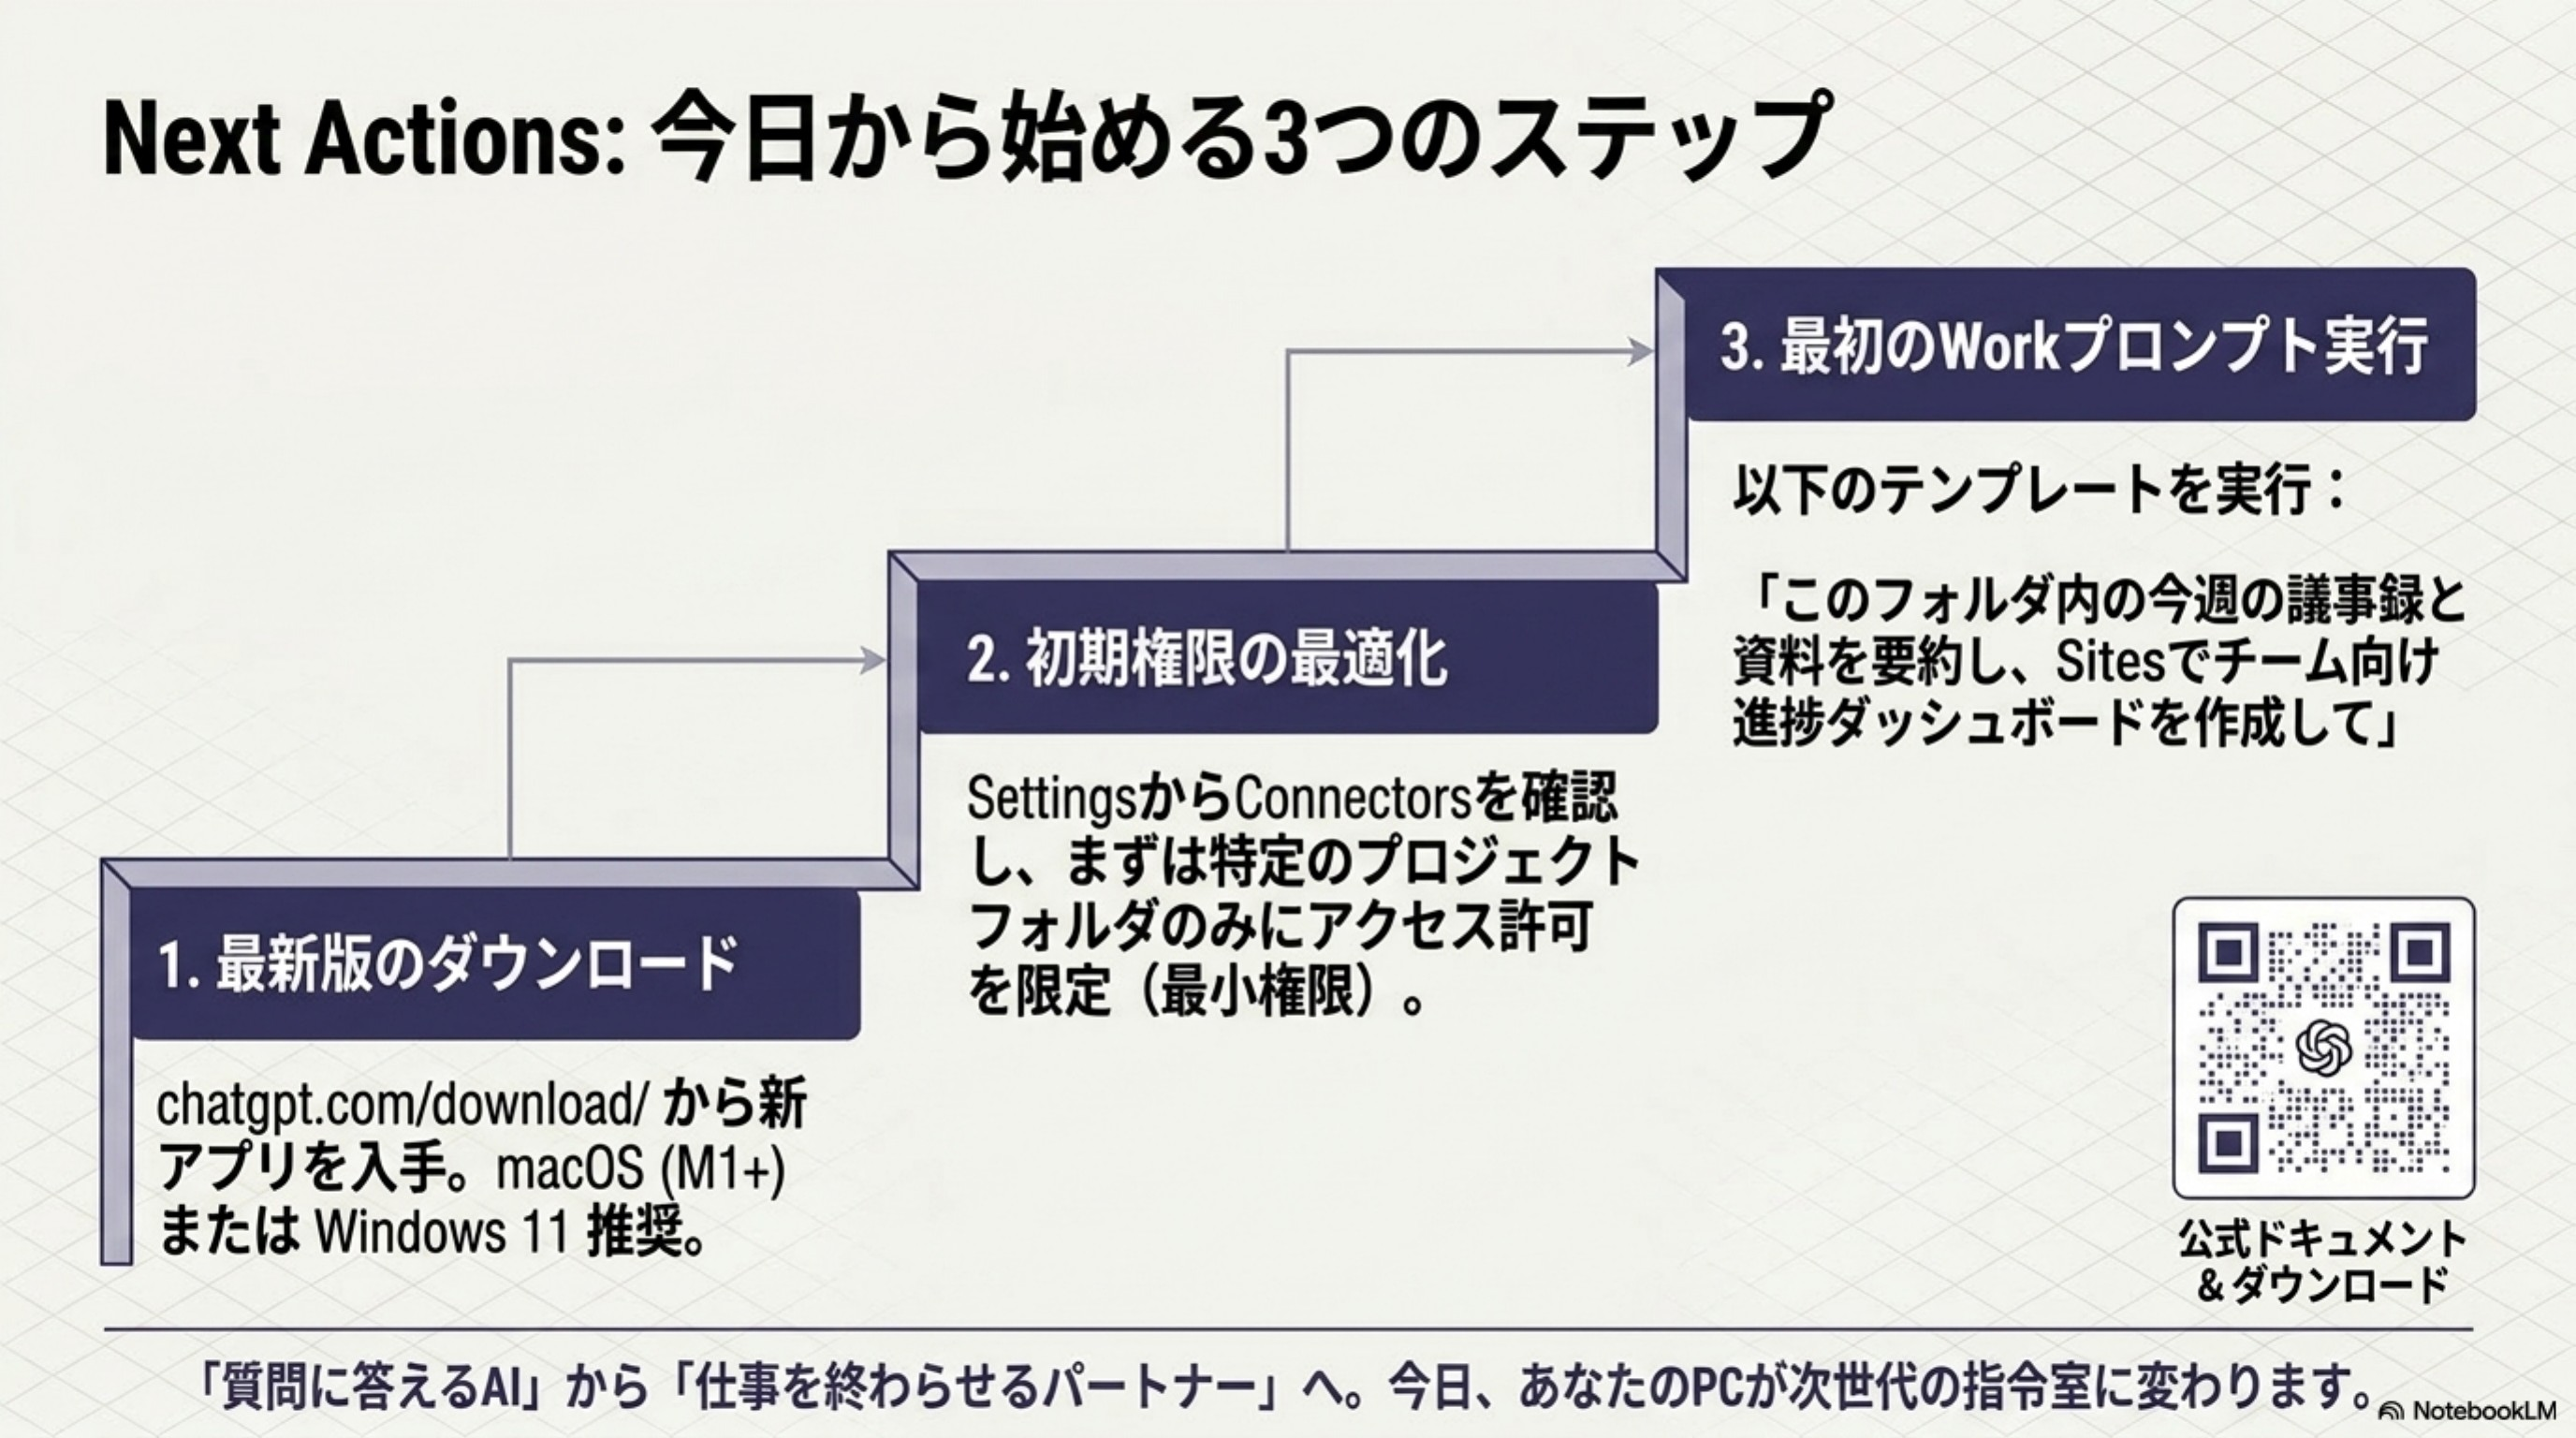 Next Actions: 今日から始める3つのステップ
1. 最新版のダウンロード
chatgpt.com/download/ から新
アプリを入手。macOS (M1+)
または Windows 11 推奨。
2. 初期権限の最適化
SettingsからConnectorsを確認
し、まずは特定のプロジェクト
フォルダのみにアクセス許可
を限定（最小権限）。
3. 最初のWorkプロンプト実行
以下のテンプレートを実行：
「このフォルダ内の今週の議事録と
資料を要約し、Sitesでチーム向け
進捗ダッシュボードを作成して」
公式ドキュメント
&ダウンロード
「質問に答えるAI」から「仕事を終わらせるパートナー」へ。今日、あなたのPCが次世代の指令室に変わります。
NotebookLM